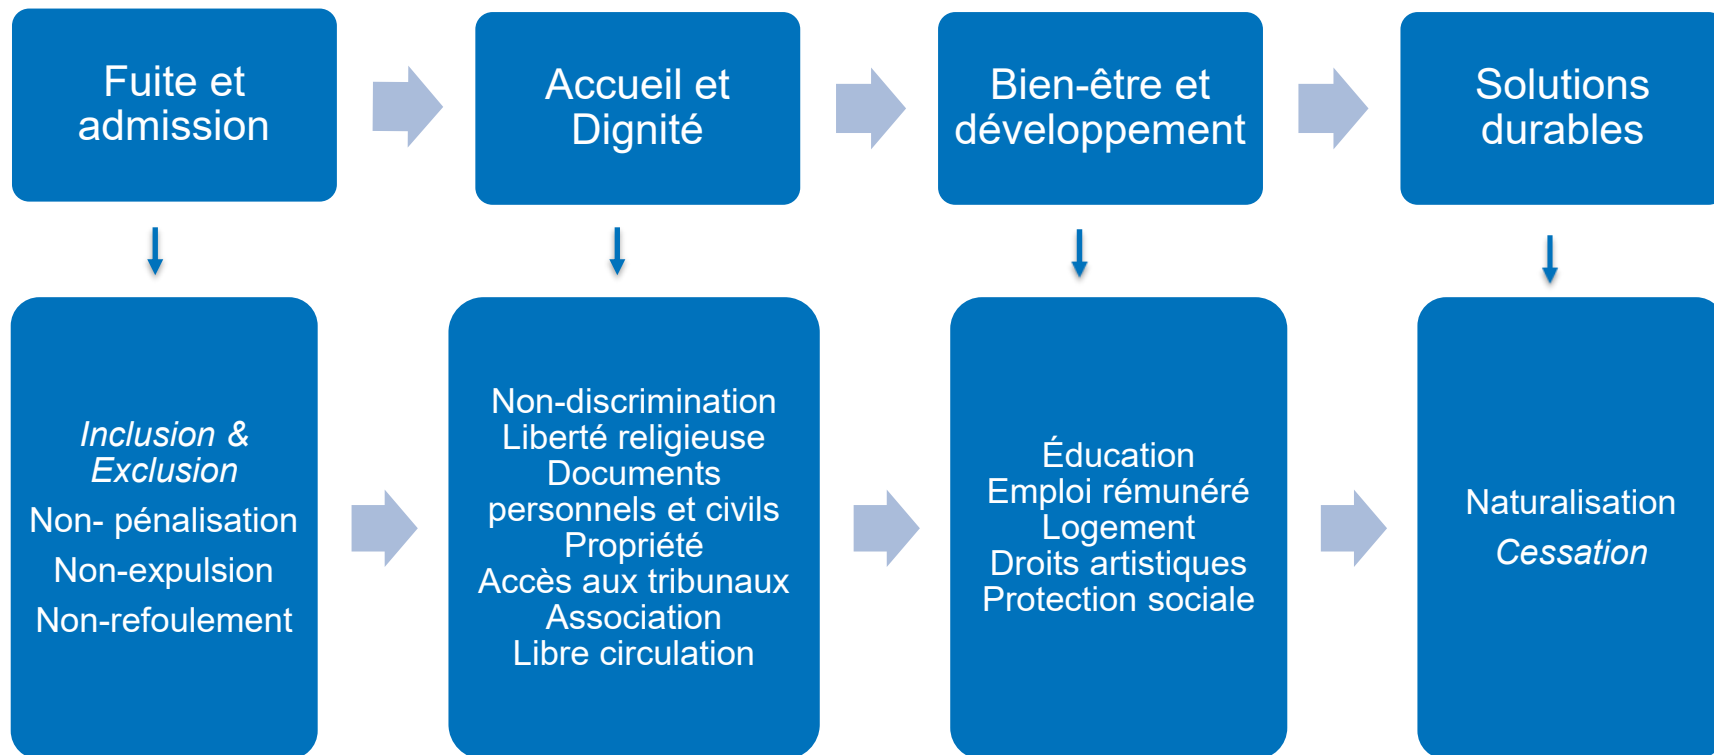 Fuite et
admission
Accueil et
Dignité
Bien-être et
développement
Solutions
durables
Inclusion &
Exclusion
Non- pénalisation
Non-expulsion
Non-refoulement
Non-discrimination
Liberté religieuse
Documents
personnels et civils
Propriété
Accès aux tribunaux
Association
Libre circulation
Éducation
Emploi rémunéré
Logement
Droits artistiques
Protection sociale
Naturalisation
Cessation